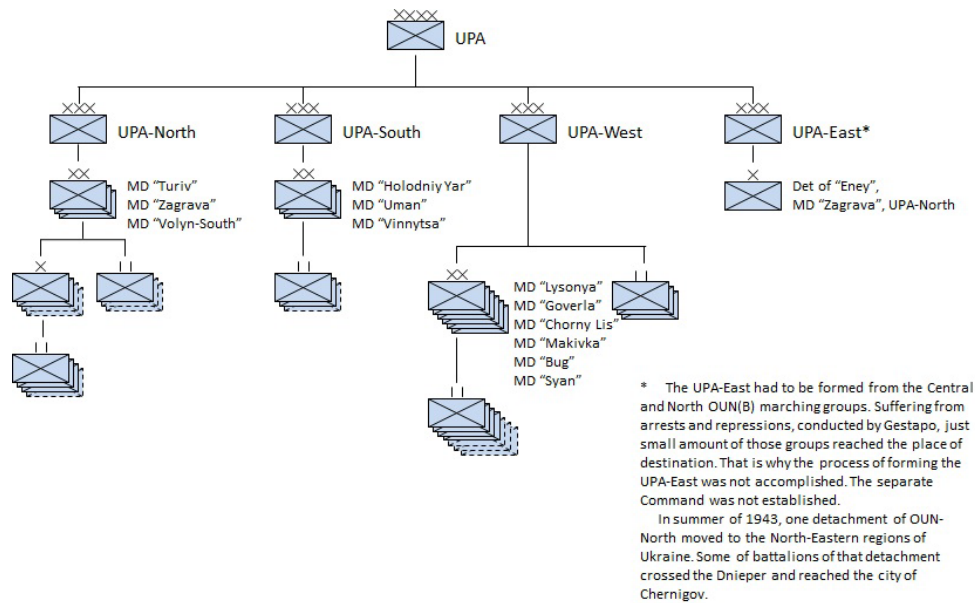 UPA
UPA-North
UPA-South
UPA-West
UPA-East*
MD “Turiv”
MD “Zagrava”
MD “Volyn-South”
MD “Holodniy Yar”
MD “Uman”
MD “Vinnytsa”
Det of “Eney”,
MD “Zagrava”, UPA-North
MD “Lysonya”
MD “Goverla”
MD “Chorny Lis”
MD “Makivka”
MD “Bug”
MD “Syan”
* The UPA-East had to be formed from the Central
and North OUN(B) marching groups. Suffering from
arrests and repressions, conducted by Gestapo, just
small amount of those groups reached the place of
destination. That is why the process of forming the
UPA-East was not accomplished. The separate
Command was not established.
In summer of 1943, one detachment of OUN-
North moved to the North-Eastern regions of
Ukraine. Some of battalions of that detachment
crossed the Dnieper and reached the city of
Chernigov.